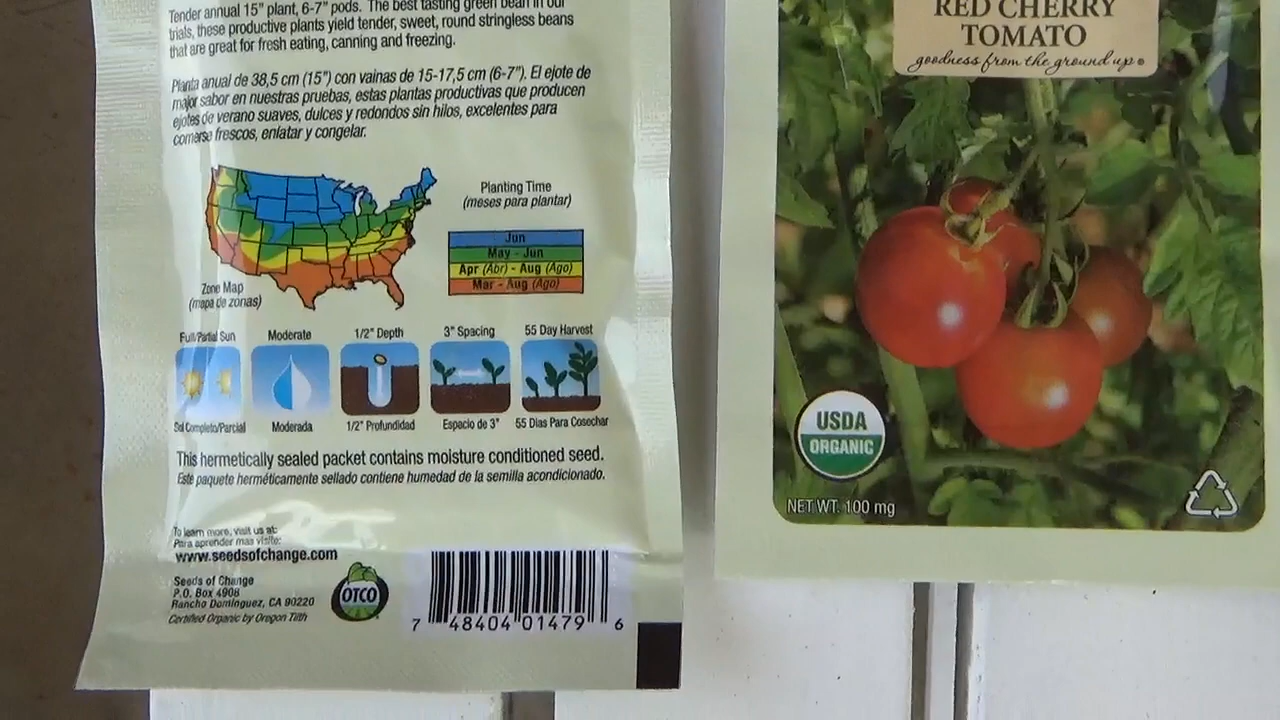 Tender annual 15" plant, 6-7" pods. The best tasting green bean in our
trials, these productive plants yield tender, sweet, round stringless beans
that are great for fresh eating, canning and freezing.
Planta anual de 38,5 cm (15") con vainas de 15-17,5 cm (6-7"). El ejote de
major sabor en nuestras pruebas, estas plantas productivas que producen
ejotes de verano suaves, dulces y redondos sin hilos, excelentes para
comerse frescos, enlatar y congelar.
Planting Time
(meses para plantar)
Jun
May - Jun
Apr (Abr) - Aug (Ago)
Mar - Aug (Ago)
Zone Map
(mapa de zonas)
Full/Partial Sun Moderate 1/2" Depth 3" Spacing 55 Day Harvest
Sol Completo/Parcial Moderada 1/2" Profundidad Espacio de 3" 55 Dias Para Cosechar
This hermetically sealed packet contains moisture conditioned seed.
Este paquete herméticamente sellado contiene humedad de la semilla acondicionado.
To learn more, visit us at:
Para aprender mas visite:
www.seedsofchange.com
Seeds of Change
P.O. Box 4908
Rancho Dominguez, CA 90220
Certified Organic by Oregon Tilth
OTCO
7 48404 01479 6
RED CHERRY
TOMATO
goodness from the ground up®
USDA
ORGANIC
NET WT. 100 mg